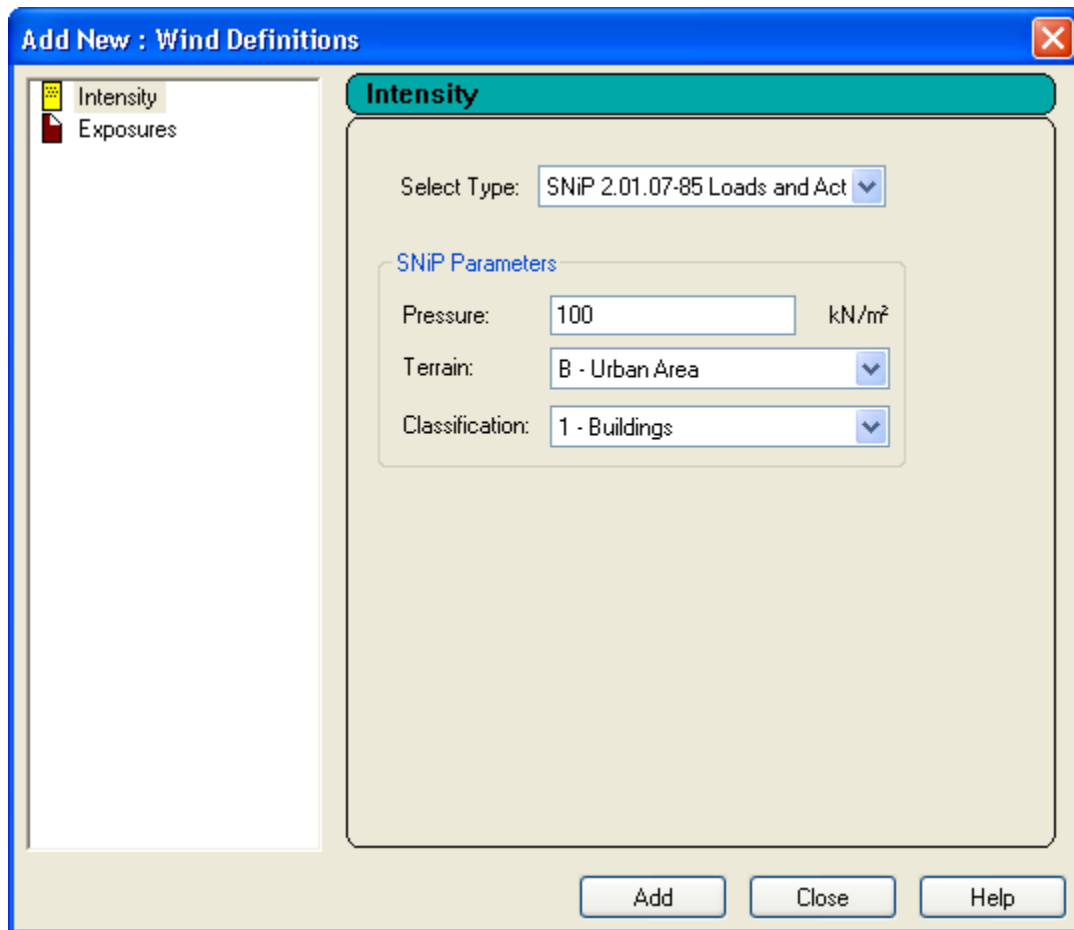 Add New : Wind Definitions
Intensity
Exposures
Intensity
Select Type: SNiP 2.01.07-85 Loads and Act
SNiP Parameters
Pressure: 100 kN/m²
Terrain: B - Urban Area
Classification: 1 - Buildings
Add Close Help